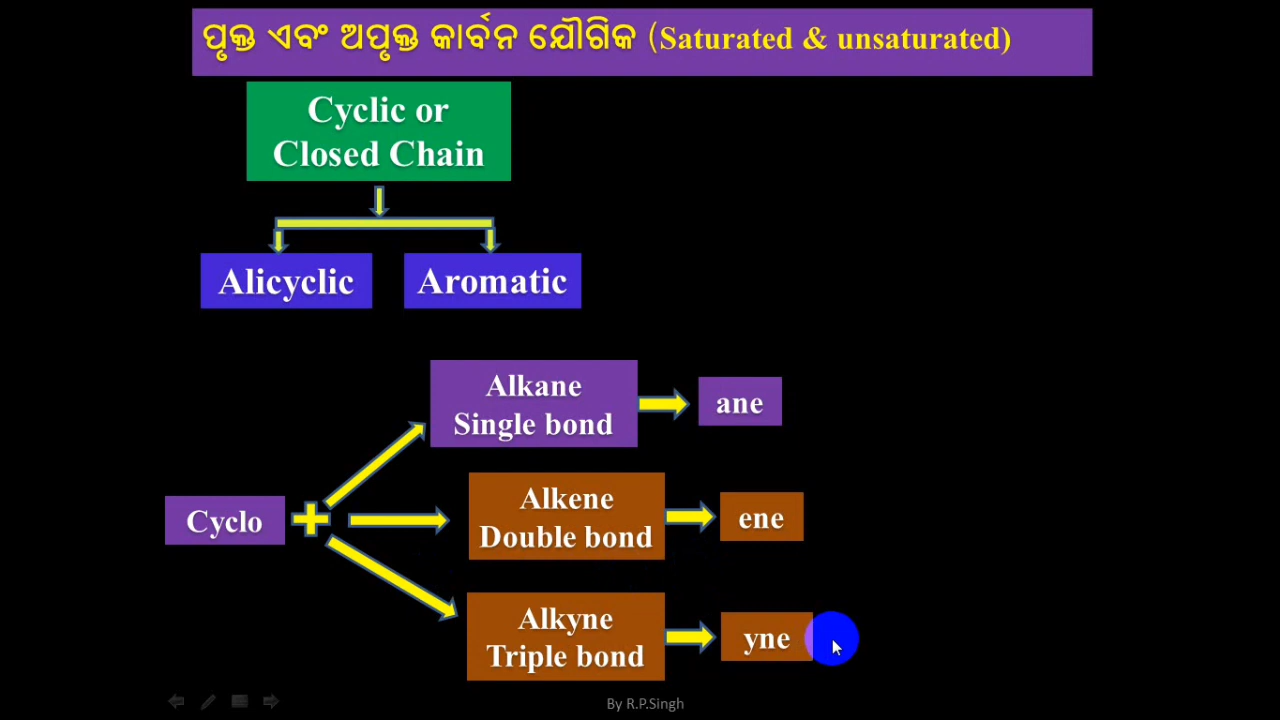 ପୃକ୍ତ ଏବଂ ଅପୃକ୍ତ କାର୍ବନ ଯୌଗିକ (Saturated & unsaturated)
Cyclic or
Closed Chain
Alicyclic
Aromatic
Alkane
Single bond
ane
Cyclo
+
Alkene
Double bond
ene
Alkyne
Triple bond
yne
By R.P.Singh